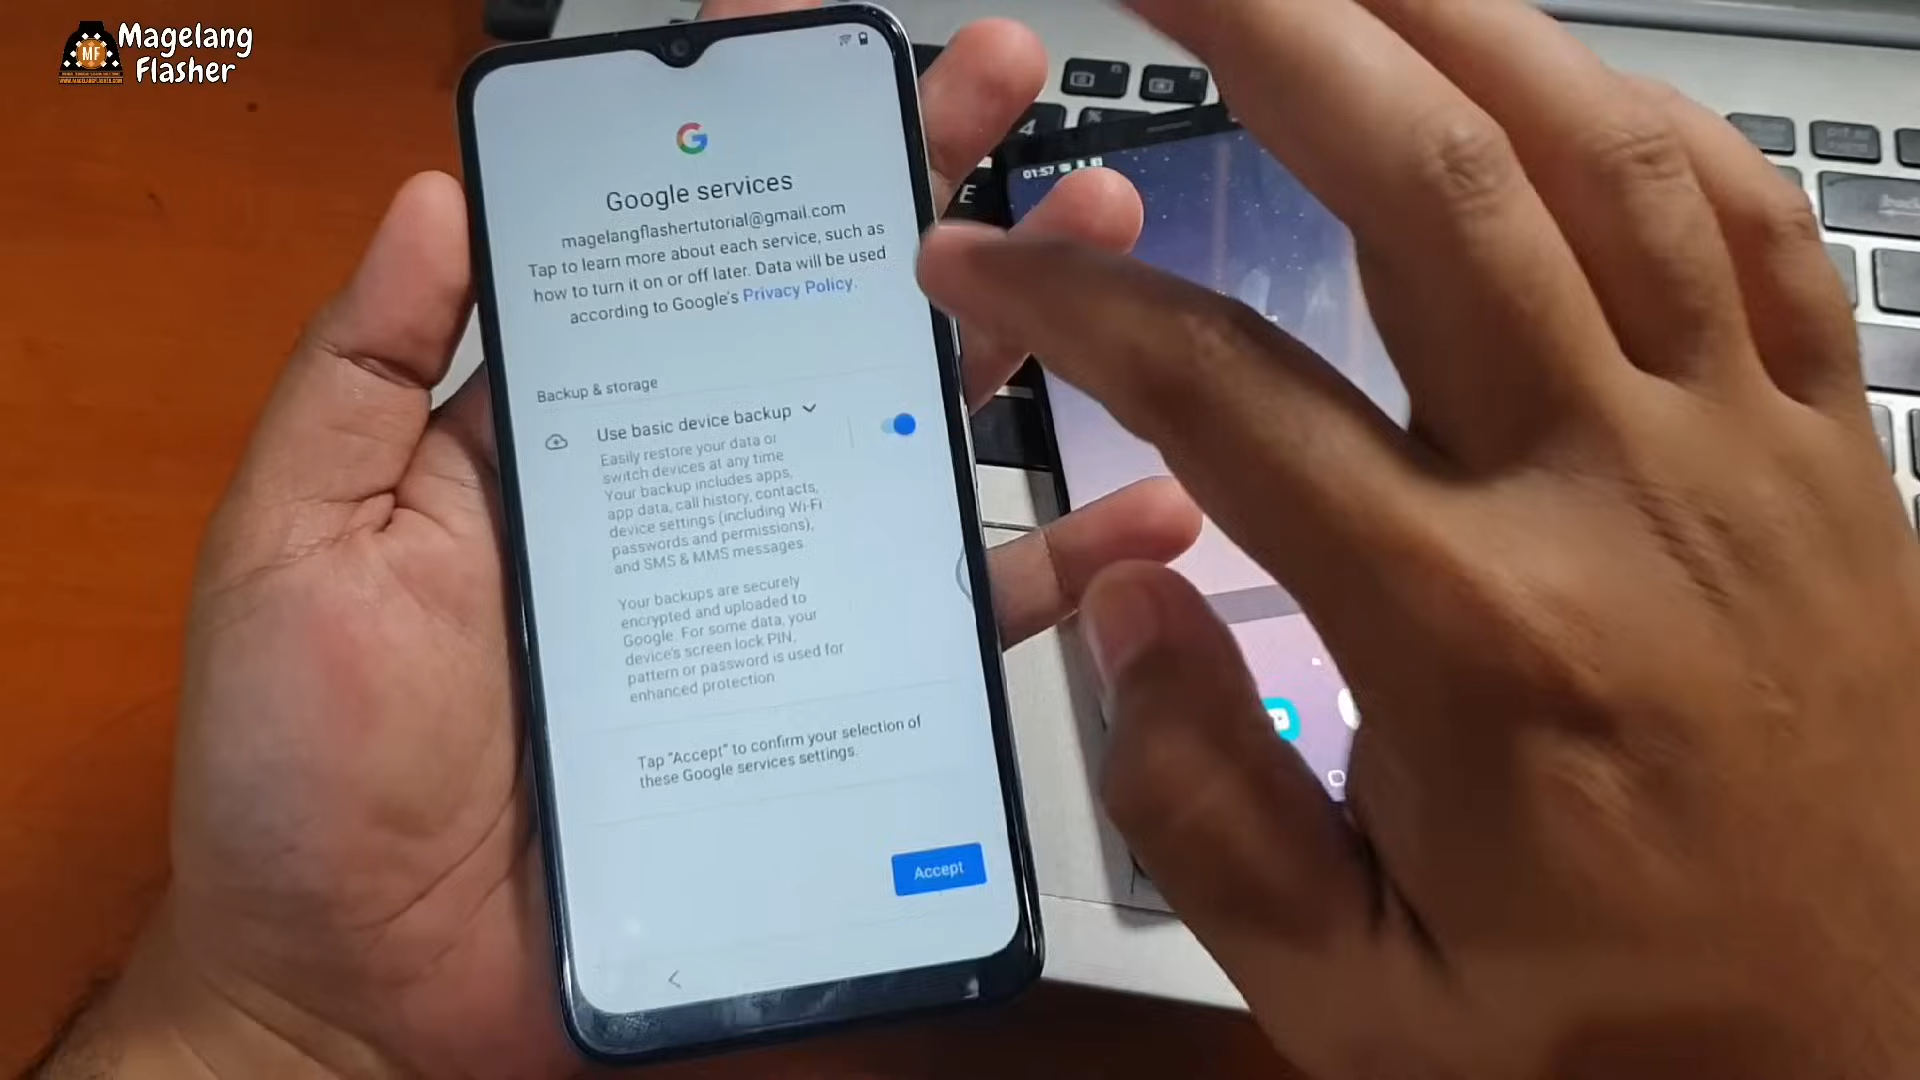 Magelang
Flasher
MF
Google services
magelangflashertutorial@gmail.com
Tap to learn more about each service, such as
how to turn it on or off later. Data will be used
according to Google's Privacy Policy.
Backup & storage
Use basic device backup
Easily restore your data or
switch devices at any time
Your backup includes apps,
app data, call history, contacts,
device settings (including Wi-Fi
passwords and permissions),
and SMS & MMS messages
Your backups are securely
encrypted and uploaded to
Google. For some data, your
device's screen lock PIN,
pattern or password is used for
enhanced protection
Tap "Accept" to confirm your selection of
these Google services settings.
Accept
01:57
4
%
E